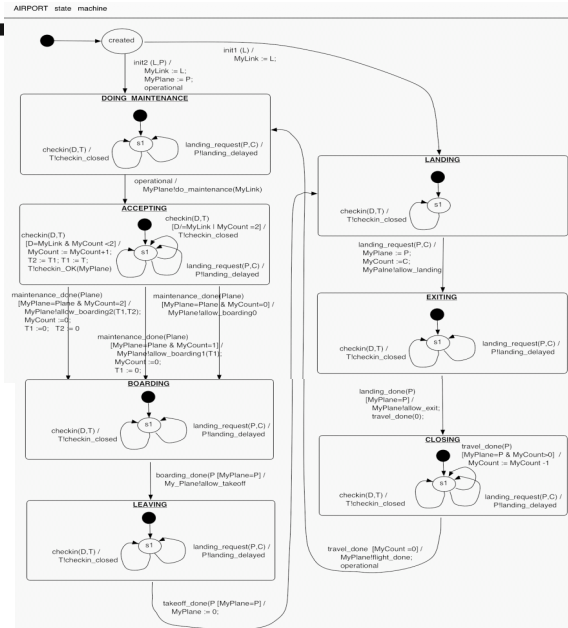 AIRPORT state machine
created
init1 (L) /
MyLink := L;
init2 (L,P) /
MyLink := L;
MyPlane := P;
operational
DOING MAINTENANCE
s1
checkin(D,T) /
T!checkin_closed
landing_request(P,C) /
P!landing_delayed
operational /
MyPlane!do_maintenance(MyLink)
ACCEPTING
checkin(D,T)
[D=MyLink & MyCount <2] /
MyCount := MyCount+1;
T2 := T1; T1 := T;
T!checkin_OK(MyPlane)
checkin(D,T)
[D/=MyLink | MyCount =2] /
T!checkin_closed
s1
landing_request(P,C) /
P!landing_delayed
maintenance_done(Plane)
[MyPlane=Plane & MyCount=2] /
MyPlane!allow_boarding2(T1,T2);
MyCount :=0;
T1 :=0; T2 := 0
maintenance_done(Plane)
[MyPlane=Plane & MyCount=0] /
MyPlane!allow_boarding0
maintenance_done(Plane)
[MyPlane=Plane & MyCount=1] /
MyPlane!allow_boarding1(T1);
MyCount :=0;
T1 := 0;
BOARDING
s1
checkin(D,T) /
T!checkin_closed
landing_request(P,C) /
P!landing_delayed
boarding_done(P [MyPlane=P] /
My_Plane!allow_takeoff
LEAVING
s1
checkin(D,T) /
T!checkin_closed
landing_request(P,C) /
P!landing_delayed
takeoff_done(P [MyPlane=P] /
MyPlane := 0;
LANDING
s1
checkin(D,T) /
T!checkin_closed
landing_request(P,C) /
MyPlane := P;
MyCount :=C;
MyPalne!allow_landing
EXITING
s1
checkin(D,T) /
T!checkin_closed
landing_request(P,C) /
P!landing_delayed
landing_done(P)
[MyPlane=P] /
MyPlane!allow_exit;
travel_done(0);
CLOSING
travel_done(P)
[MyPlane=P & MyCount>0] /
MyCount := MyCount -1
s1
checkin(D,T) /
T!checkin_closed
landing_request(P,C) /
P!landing_delayed
travel_done [MyCount =0] /
MyPlane!flight_done;
operational